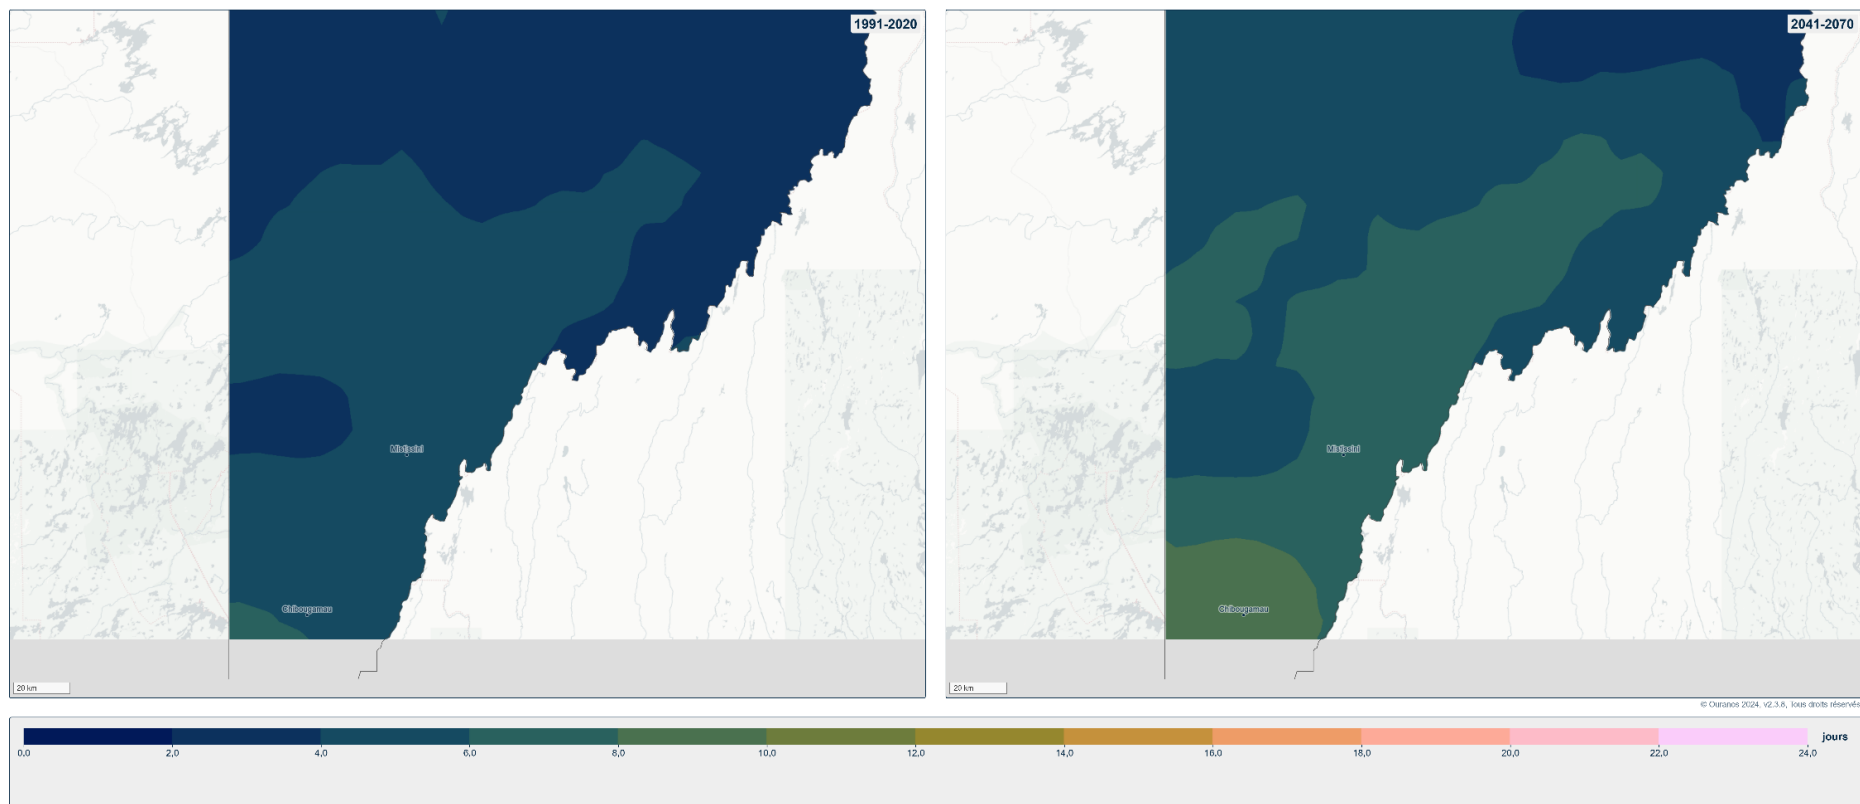 1991-2020
2041-2070
Mistissini
Mistissini
Chibougamau
Chibougamau
20 km
20 km
© Ouranos 2024, v2.3.8, Tous droits réservés
jours
0,0 2,0 4,0 6,0 8,0 10,0 12,0 14,0 16,0 18,0 20,0 22,0 24,0